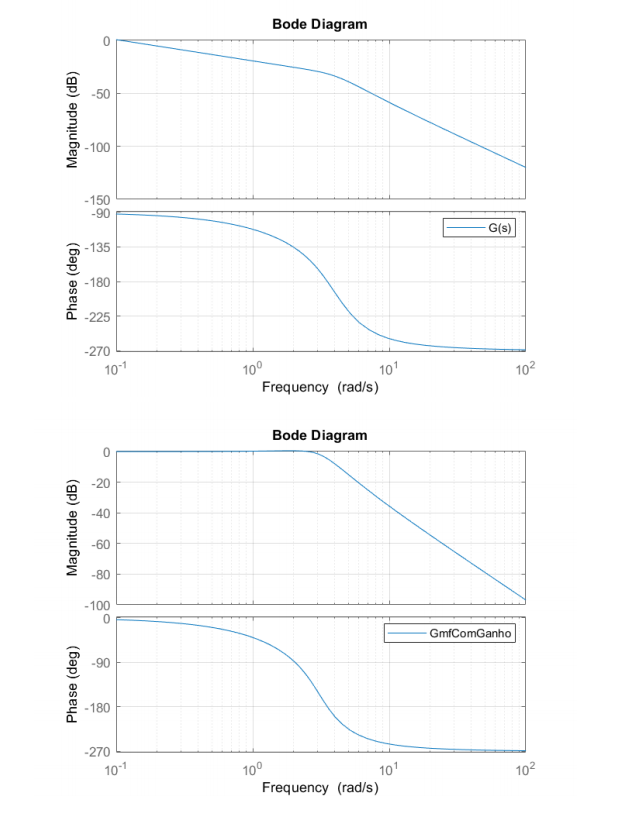 Bode Diagram
0
-50
-100
-150
Magnitude (dB)
-90
-135
-180
-225
-270
Phase (deg)
G(s)
10^-1
10^0
10^1
10^2
Frequency (rad/s)
Bode Diagram
0
-20
-40
-60
-80
-100
Magnitude (dB)
0
-90
-180
-270
Phase (deg)
GmfComGanho
10^-1
10^0
10^1
10^2
Frequency (rad/s)